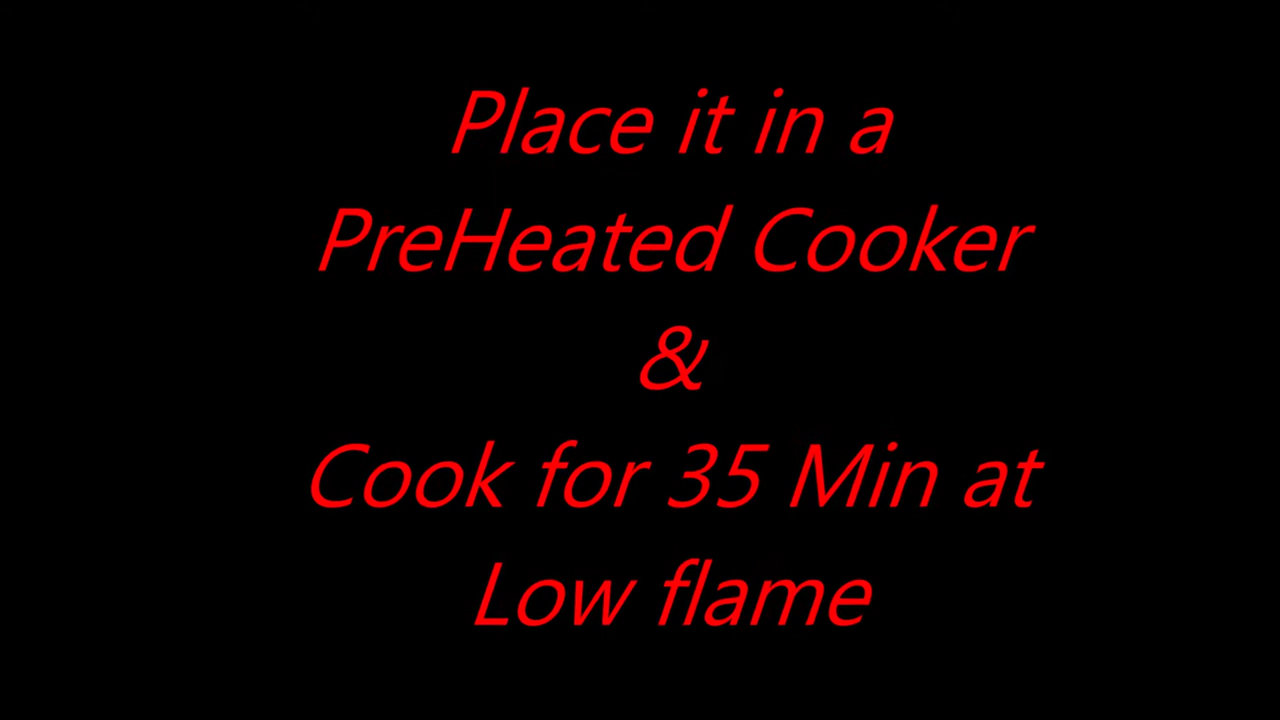 Place it in a
PreHeated Cooker
&
Cook for 35 Min at
Low flame